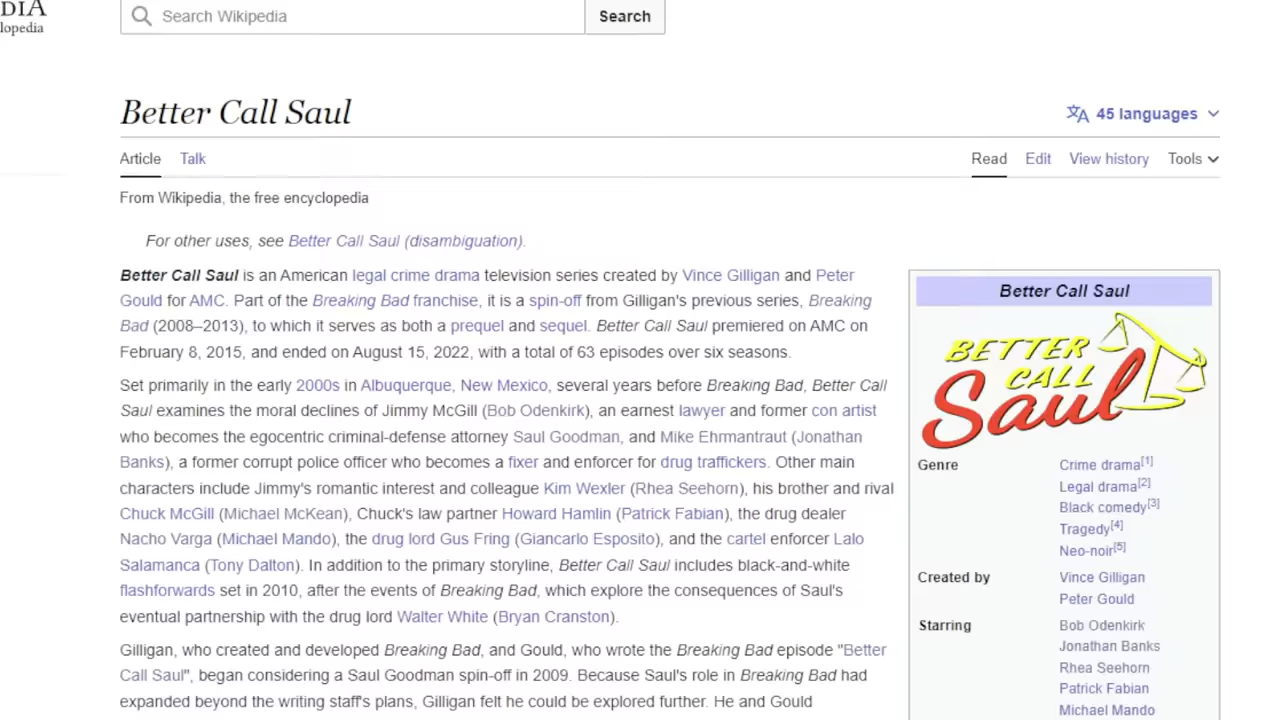 DIA
lopedia
Search Wikipedia
Search
Better Call Saul
45 languages
Article Talk
Read Edit View history Tools
From Wikipedia, the free encyclopedia
For other uses, see Better Call Saul (disambiguation).
Better Call Saul is an American legal crime drama television series created by Vince Gilligan and Peter
Gould for AMC. Part of the Breaking Bad franchise, it is a spin-off from Gilligan's previous series, Breaking
Bad (2008–2013), to which it serves as both a prequel and sequel. Better Call Saul premiered on AMC on
February 8, 2015, and ended on August 15, 2022, with a total of 63 episodes over six seasons.
Set primarily in the early 2000s in Albuquerque, New Mexico, several years before Breaking Bad, Better Call
Saul examines the moral declines of Jimmy McGill (Bob Odenkirk), an earnest lawyer and former con artist
who becomes the egocentric criminal-defense attorney Saul Goodman, and Mike Ehrmantraut (Jonathan
Banks), a former corrupt police officer who becomes a fixer and enforcer for drug traffickers. Other main
characters include Jimmy's romantic interest and colleague Kim Wexler (Rhea Seehorn), his brother and rival
Chuck McGill (Michael McKean), Chuck's law partner Howard Hamlin (Patrick Fabian), the drug dealer
Nacho Varga (Michael Mando), the drug lord Gus Fring (Giancarlo Esposito), and the cartel enforcer Lalo
Salamanca (Tony Dalton). In addition to the primary storyline, Better Call Saul includes black-and-white
flashforwards set in 2010, after the events of Breaking Bad, which explore the consequences of Saul's
eventual partnership with the drug lord Walter White (Bryan Cranston).
Gilligan, who created and developed Breaking Bad, and Gould, who wrote the Breaking Bad episode "Better
Call Saul", began considering a Saul Goodman spin-off in 2009. Because Saul's role in Breaking Bad had
expanded beyond the writing staff's plans, Gilligan felt he could be explored further. He and Gould
Better Call Saul
BETTER
CALL
Saul
Genre Crime drama[1]
Legal drama[2]
Black comedy[3]
Tragedy[4]
Neo-noir[5]
Created by Vince Gilligan
Peter Gould
Starring Bob Odenkirk
Jonathan Banks
Rhea Seehorn
Patrick Fabian
Michael Mando